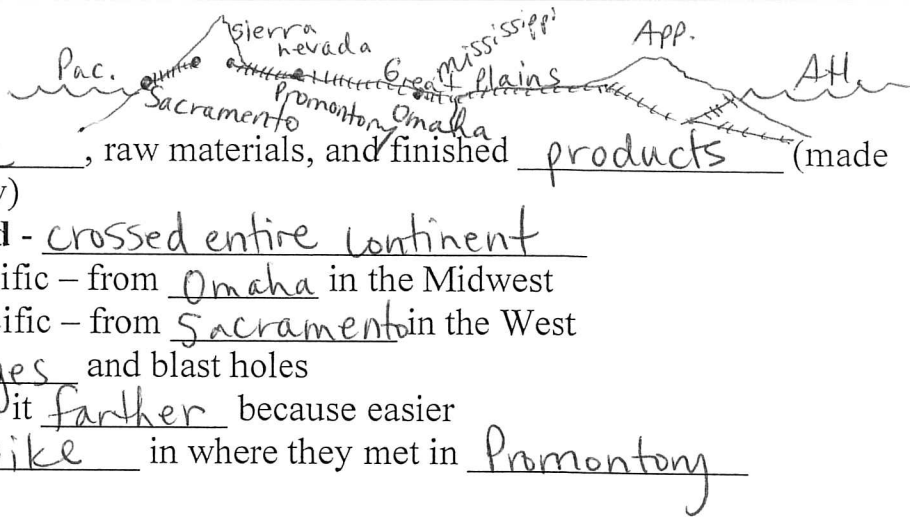 sierra nevada mississippi App.
Pac. Great Plains Atl.
Sacramento Promontory Omaha
, raw materials, and finished products (made
)
- crossed entire continent
ific – from Omaha in the Midwest
ific – from Sacramento in the West
es and blast holes
it farther because easier
ike in where they met in Promontory